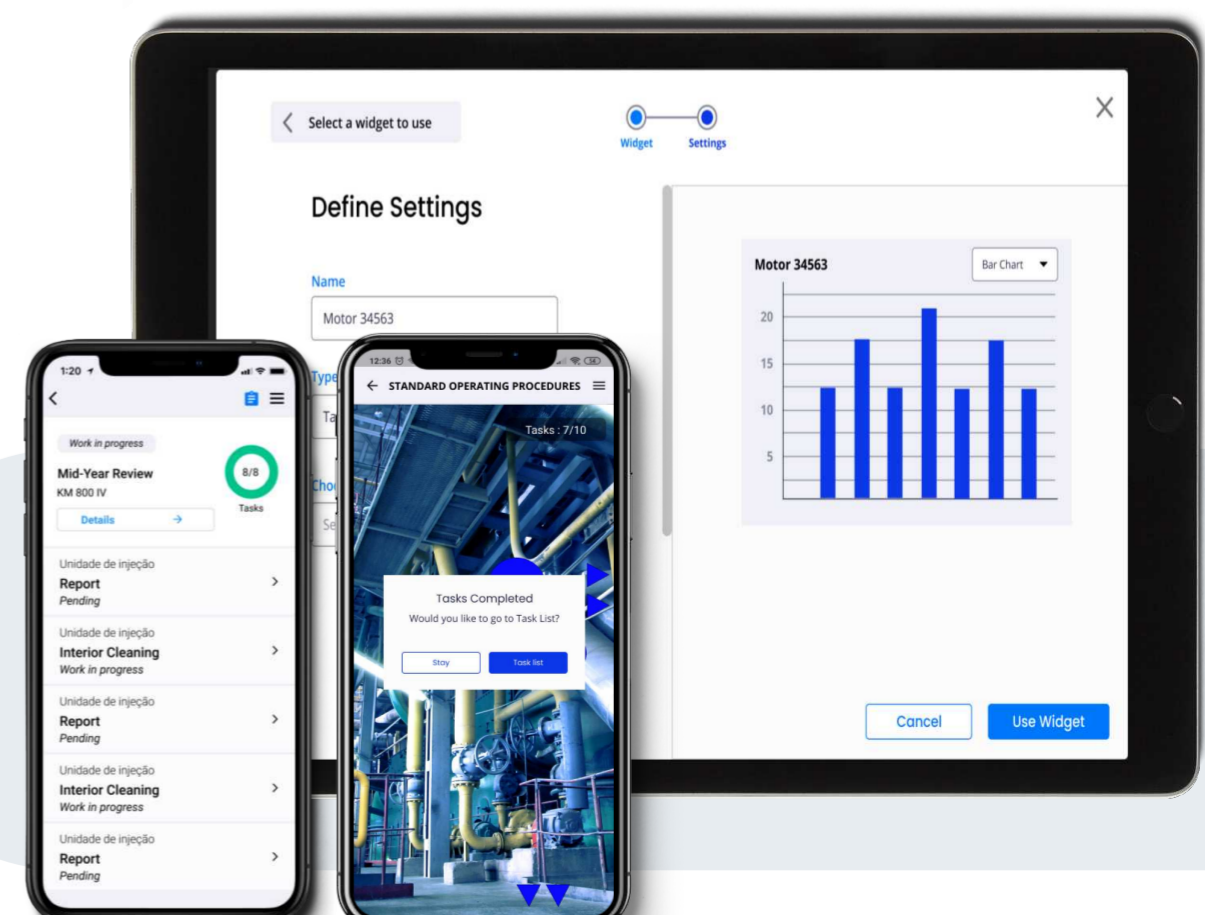 Select a widget to use
Widget
Settings
X
Define Settings
Name
Motor 34563
Motor 34563
Bar Chart
20
15
10
5
Cancel
Use Widget
1:20
Work in progress
Mid-Year Review
KM 800 IV
8/8
Tasks
Details
Unidade de injeção
Report
Pending
Unidade de injeção
Interior Cleaning
Work in progress
Unidade de injeção
Report
Pending
Unidade de injeção
Interior Cleaning
Work in progress
Unidade de injeção
Report
Pending
12:36
STANDARD OPERATING PROCEDURES
Tasks : 7/10
Tasks Completed
Would you like to go to Task List?
Stay
Task list